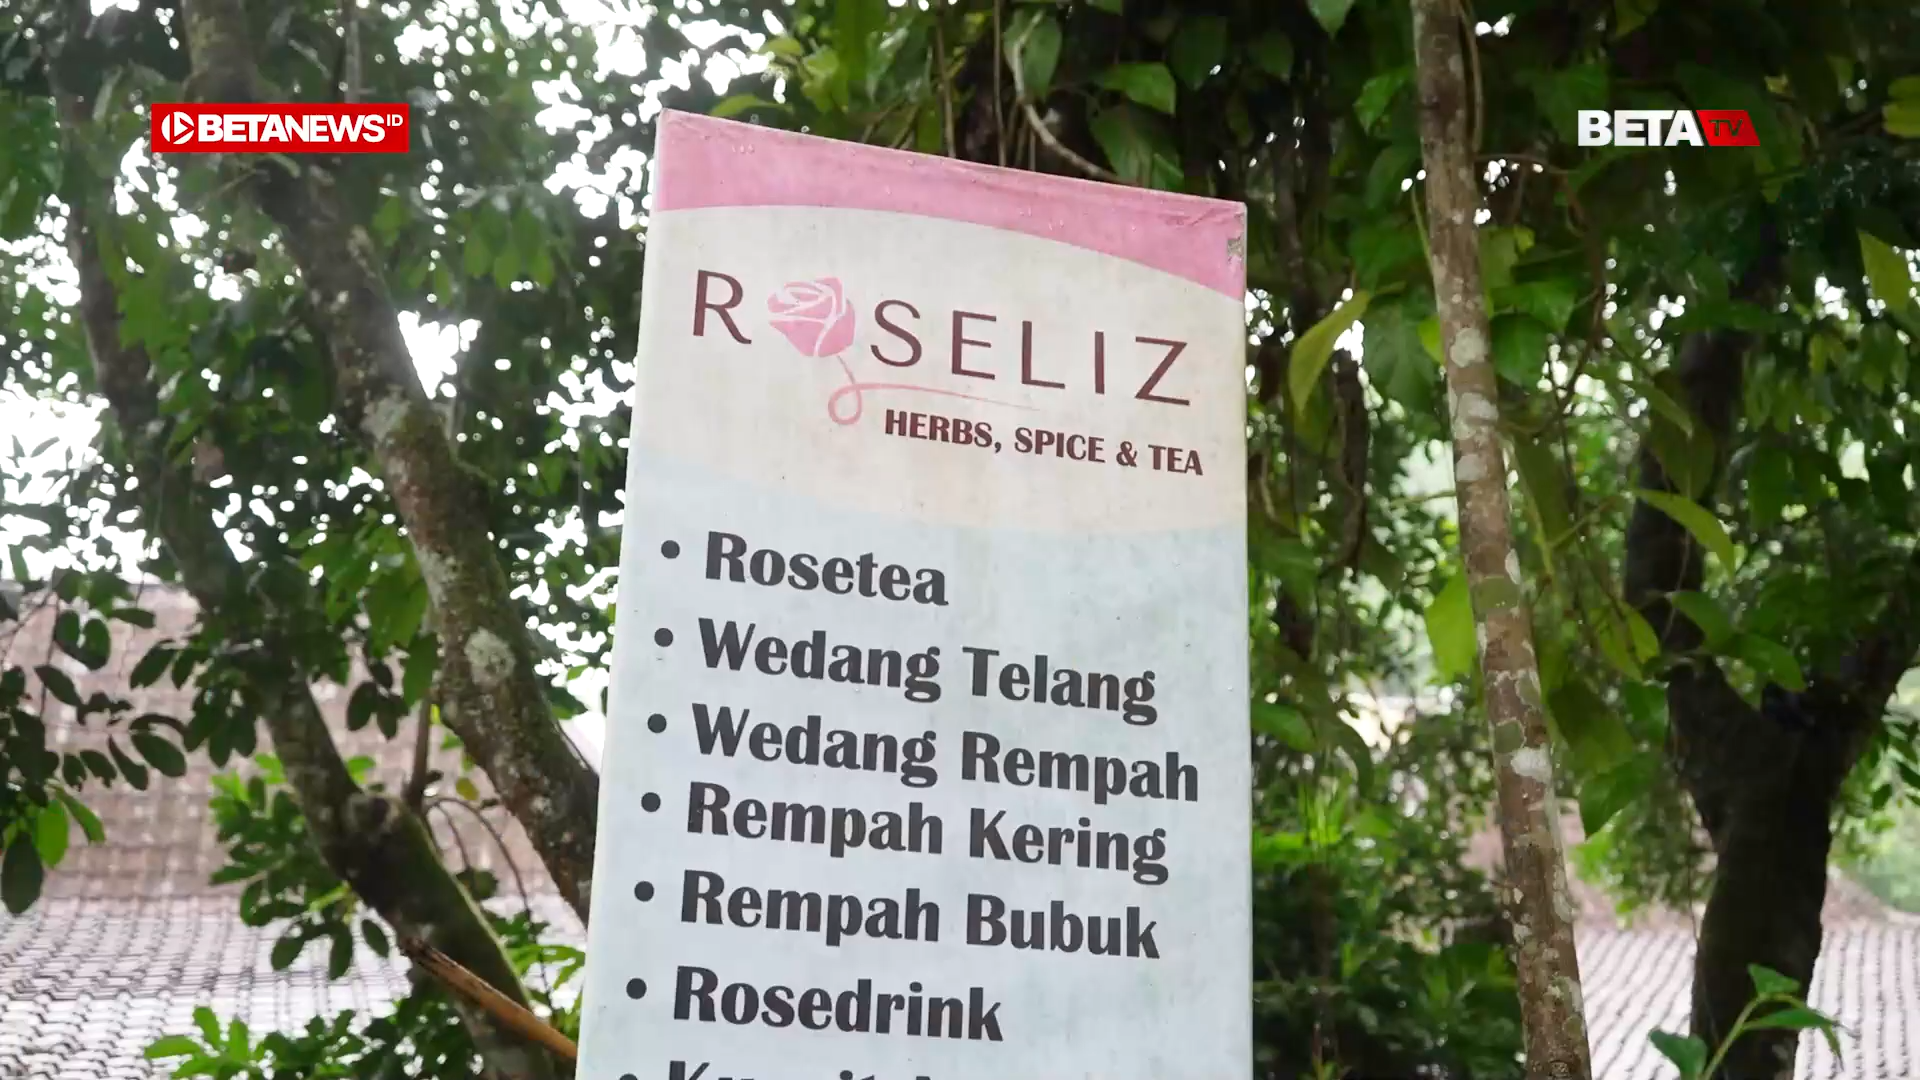 BETANEWS ID
BETA TV
ROSELIZ
HERBS, SPICE & TEA
• Rosetea
• Wedang Telang
• Wedang Rempah
• Rempah Kering
• Rempah Bubuk
• Rosedrink